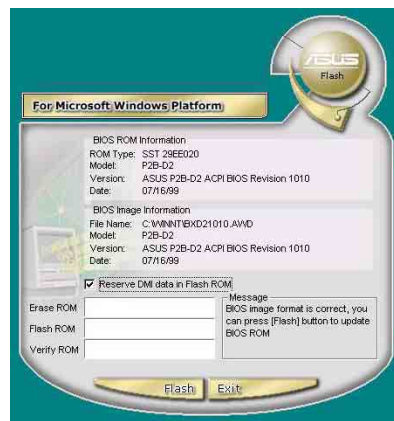 ASUS
Flash
For Microsoft Windows Platform
BIOS ROM Information
ROM Type: SST 29EE020
Model: P2B-D2
Version: ASUS P2B-D2 ACPI BIOS Revision 1010
Date: 07/16/99
BIOS Image Information
File Name: C:\WINNT\BXD21010.AWD
Model: P2B-D2
Version: ASUS P2B-D2 ACPI BIOS Revision 1010
Date: 07/16/99
Reserve DMI data in Flash ROM
Erase ROM
Flash ROM
Verify ROM
Message
BIOS image format is correct, you
can press [Flash] button to update
BIOS ROM
Flash
Exit